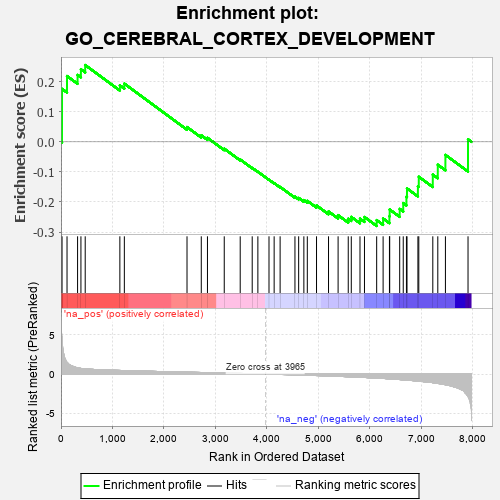 Enrichment plot:
GO_CEREBRAL_CORTEX_DEVELOPMENT
Enrichment score (ES)
0.2
0.1
0.0
-0.1
-0.2
-0.3
'na_pos' (positively correlated)
Ranked list metric (PreRanked)
5
0
-5
Zero cross at 3965
'na_neg' (negatively correlated)
0 1,000 2,000 3,000 4,000 5,000 6,000 7,000 8,000
Rank in Ordered Dataset
Enrichment profile Hits Ranking metric scores